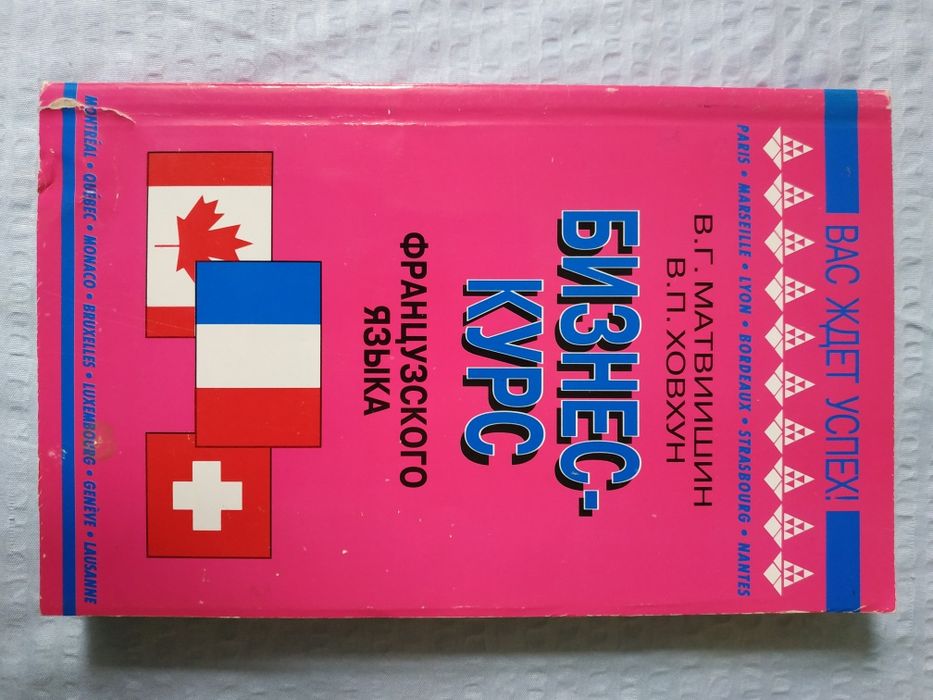 ВАС ЖДЕТ УСПЕХ!
PARIS • MARSEILLE • LYON • BORDEAUX • STRASBOURG • NANTES
В.Г. МАТВИИШИН
В.П. ХОВХУН
БИЗНЕС-
КУРС
ФРАНЦУЗСКОГО
ЯЗЫКА
MONTRÉAL • QUÉBEC • MONACO • BRUXELLES • LUXEMBOURG • GENÈVE • LAUSANNE